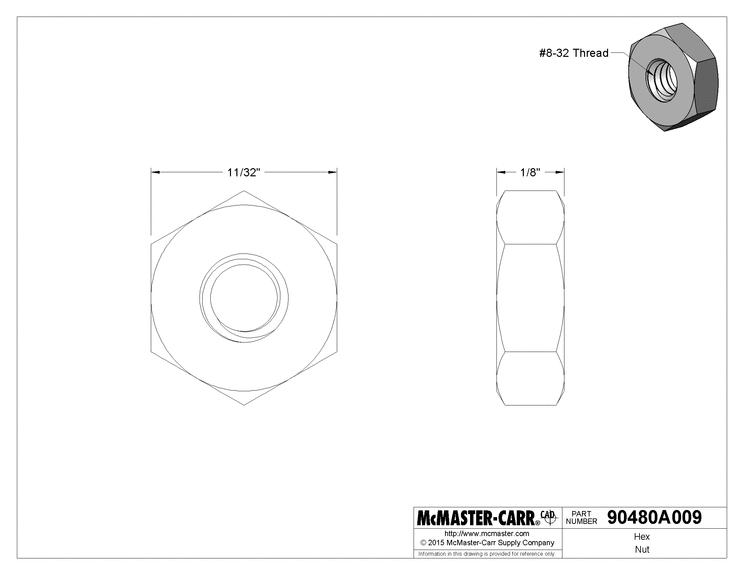 #8-32 Thread
11/32"
1/8"
McMASTER-CARR® CAD
http://www.mcmaster.com
© 2015 McMaster-Carr Supply Company
Information in this drawing is provided for reference only.
PART
NUMBER
90480A009
Hex
Nut